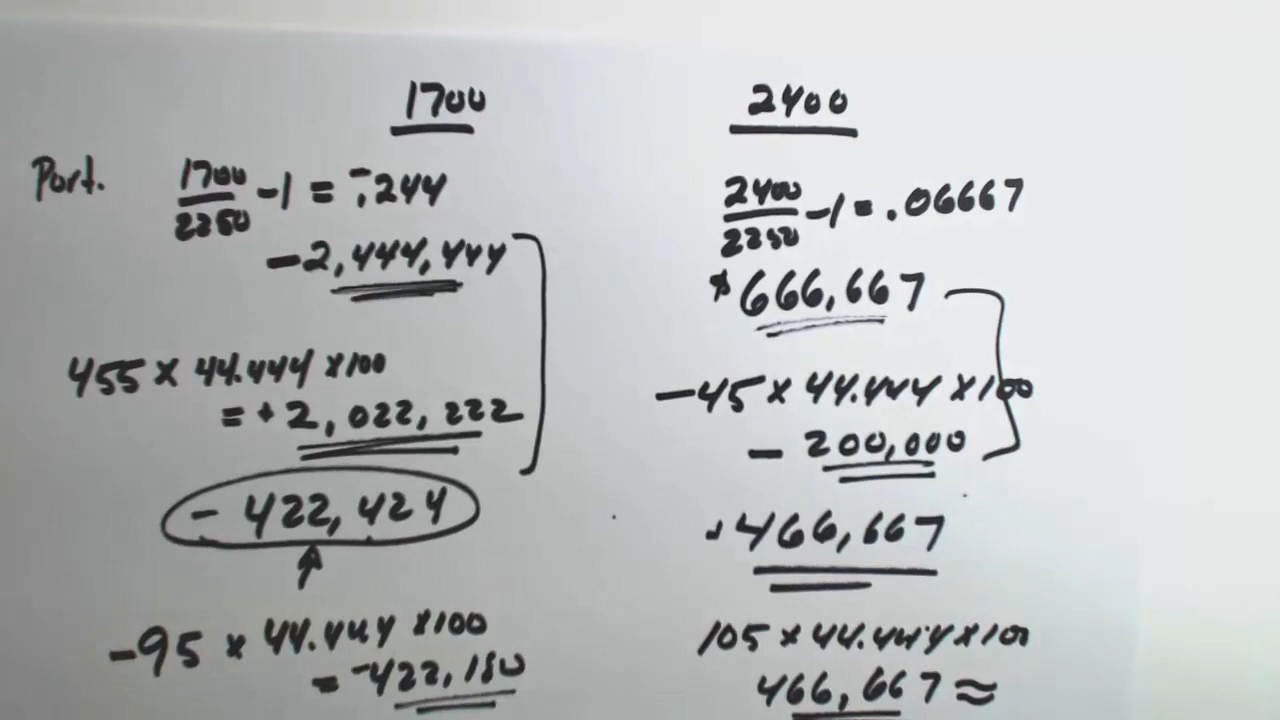 1700
Port. 1700/2250 -1 = -.244
-2,444,444
455 x 44.444 x100
= + 2,022,222
- 422,424
-95 x 44.444 x100
= -422,180
2400
2400/2250 -1 = .06667
$666,667
-45 x 44.444 x 100
- 200,000
+466,667
105 x 44.444 x 100
466,667 ≈